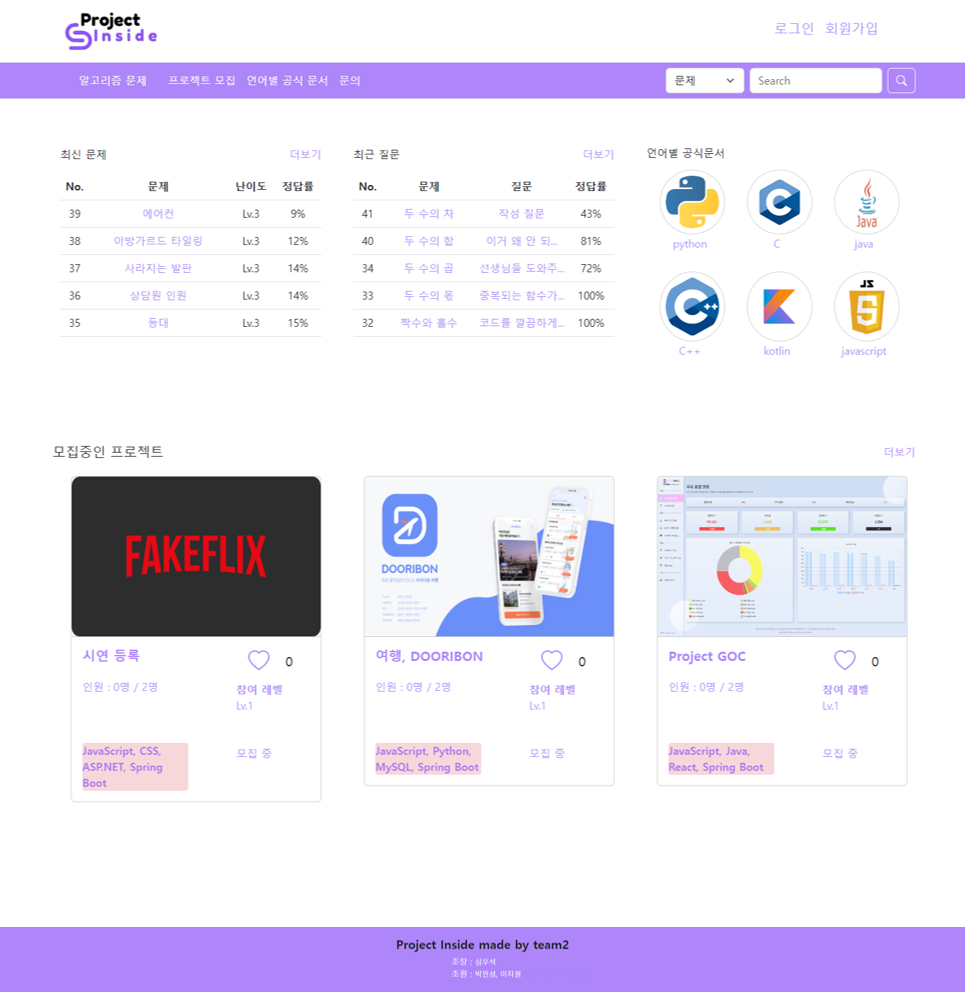 Project
Inside
로그인 회원가입
알고리즘 문제 프로젝트 모집 언어별 공식 문서 문의
문제 Search
최신 문제 더보기
No. 문제 난이도 정답률
39 에어컨 Lv.3 9%
38 아방가르드 타일링 Lv.3 12%
37 사라지는 발판 Lv.3 14%
36 상담원 인원 Lv.3 14%
35 등대 Lv.3 15%
최근 질문 더보기
No. 문제 질문 정답률
41 두 수의 차 작성 질문 43%
40 두 수의 합 이거 왜 안 되... 81%
34 두 수의 곱 선생님들 도와주... 72%
33 두 수의 몫 중복되는 함수가... 100%
32 짝수와 홀수 코드를 깔끔하게... 100%
언어별 공식문서
python C Java java
C++ kotlin JS javascript
모집중인 프로젝트 더보기
FAKEFLIX
시연 등록 0
인원 : 0명 / 2명 참여 레벨
Lv.1
JavaScript, CSS, 모집 중
ASP.NET, Spring
Boot
DOORIBON
여행, DOORIBON 0
인원 : 0명 / 2명 참여 레벨
Lv.1
JavaScript, Python, 모집 중
MySQL, Spring Boot
Project GOC 0
인원 : 0명 / 2명 참여 레벨
Lv.1
JavaScript, Java, 모집 중
React, Spring Boot
Project Inside made by team2
조장 : 심우석
조원 : 박민성, 이지원